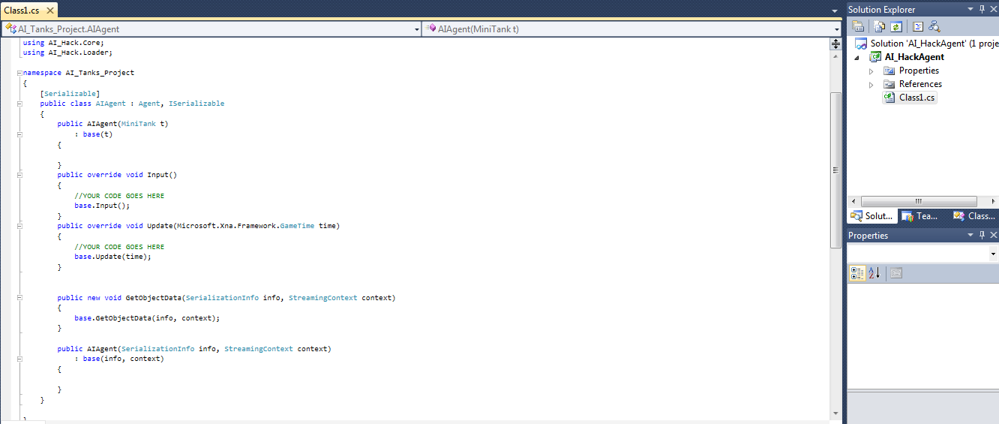 Class1.cs
AI_Tanks_Project.AIAgent
AIAgent(MiniTank t)
using AI_Hack.Core;
using AI_Hack.Loader;
namespace AI_Tanks_Project
{
[Serializable]
public class AIAgent : Agent, ISerializable
{
public AIAgent(MiniTank t)
: base(t)
{
}
public override void Input()
{
//YOUR CODE GOES HERE
base.Input();
}
public override void Update(Microsoft.Xna.Framework.GameTime time)
{
//YOUR CODE GOES HERE
base.Update(time);
}
public new void GetObjectData(SerializationInfo info, StreamingContext context)
{
base.GetObjectData(info, context);
}
public AIAgent(SerializationInfo info, StreamingContext context)
: base(info, context)
{
}
}
}
Solution Explorer
Solution 'AI_HackAgent' (1 proje
AI_HackAgent
Properties
References
Class1.cs
Solut...
Tea...
Class...
Properties